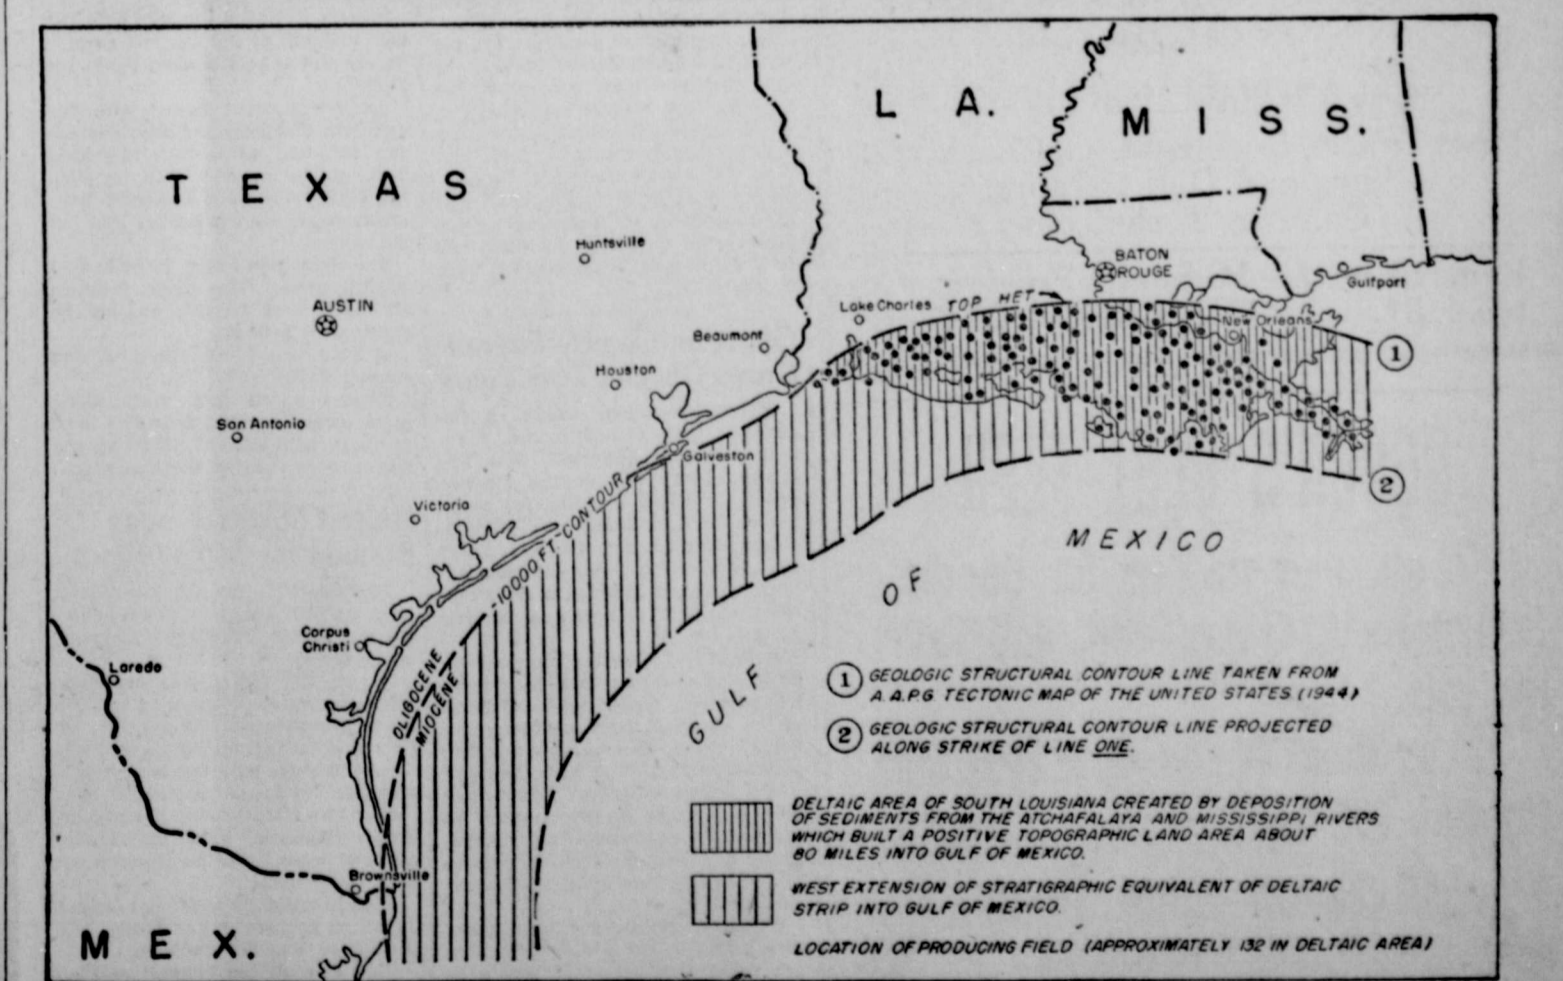 TEXAS
LA.
MISS.
Huntsville
AUSTIN
BATON
ROUGE
Gulfport
Lake Charles
TOP HET
New Orleans
Beaumont
1
Houston
San Antonio
Galveston
2
Victoria
-10000 FT-CONTOUR
MEXICO
OF
GULF
Corpus
Christi
Laredo
OLIGOCENE
MIOCENE
1 GEOLOGIC STRUCTURAL CONTOUR LINE TAKEN FROM
A.A.P.G. TECTONIC MAP OF THE UNITED STATES (1944)
2 GEOLOGIC STRUCTURAL CONTOUR LINE PROJECTED
ALONG STRIKE OF LINE ONE.
DELTAIC AREA OF SOUTH LOUISIANA CREATED BY DEPOSITION
OF SEDIMENTS FROM THE ATCHAFALAYA AND MISSISSIPPI RIVERS
WHICH BUILT A POSITIVE TOPOGRAPHIC LAND AREA ABOUT
80 MILES INTO GULF OF MEXICO.
WEST EXTENSION OF STRATIGRAPHIC EQUIVALENT OF DELTAIC
STRIP INTO GULF OF MEXICO.
LOCATION OF PRODUCING FIELD (APPROXIMATELY 132 IN DELTAIC AREA)
Brownsville
MEX.